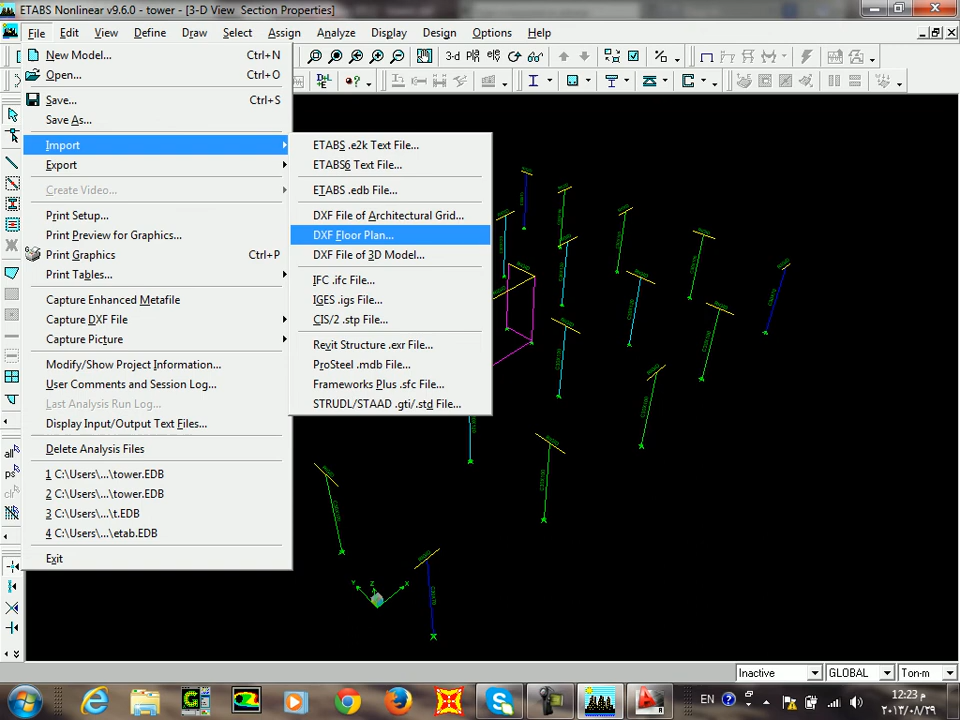 ETABS Nonlinear v9.6.0 - tower - [3-D View Section Properties]
File Edit View Define Draw Select Assign Analyze Display Design Options Help
New Model... Ctrl+N
Open... Ctrl+O
3-d
Save... Ctrl+S
Save As...
Import
Export
Create Video...
Print Setup...
Print Preview for Graphics...
Print Graphics Ctrl+P
Print Tables...
Capture Enhanced Metafile
Capture DXF File
Capture Picture
Modify/Show Project Information...
User Comments and Session Log...
Last Analysis Run Log...
Display Input/Output Text Files...
Delete Analysis Files
1 C:\Users\...\tower.EDB
2 C:\Users\...\tower.EDB
3 C:\Users\...\t.EDB
4 C:\Users\...\etab.EDB
Exit
ETABS .e2k Text File...
ETABS6 Text File...
ETABS .edb File...
DXF File of Architectural Grid...
DXF Floor Plan...
DXF File of 3D Model...
IFC .ifc File...
IGES .igs File...
CIS/2 .stp File...
Revit Structure .exr File...
ProSteel .mdb File...
Frameworks Plus .sfc File...
STRUDL/STAAD .gti/.std File...
all
ps
clr
Y Z X
Inactive GLOBAL Ton-m
EN
12:23 م
٢٠١٣/٠٨/٢٩